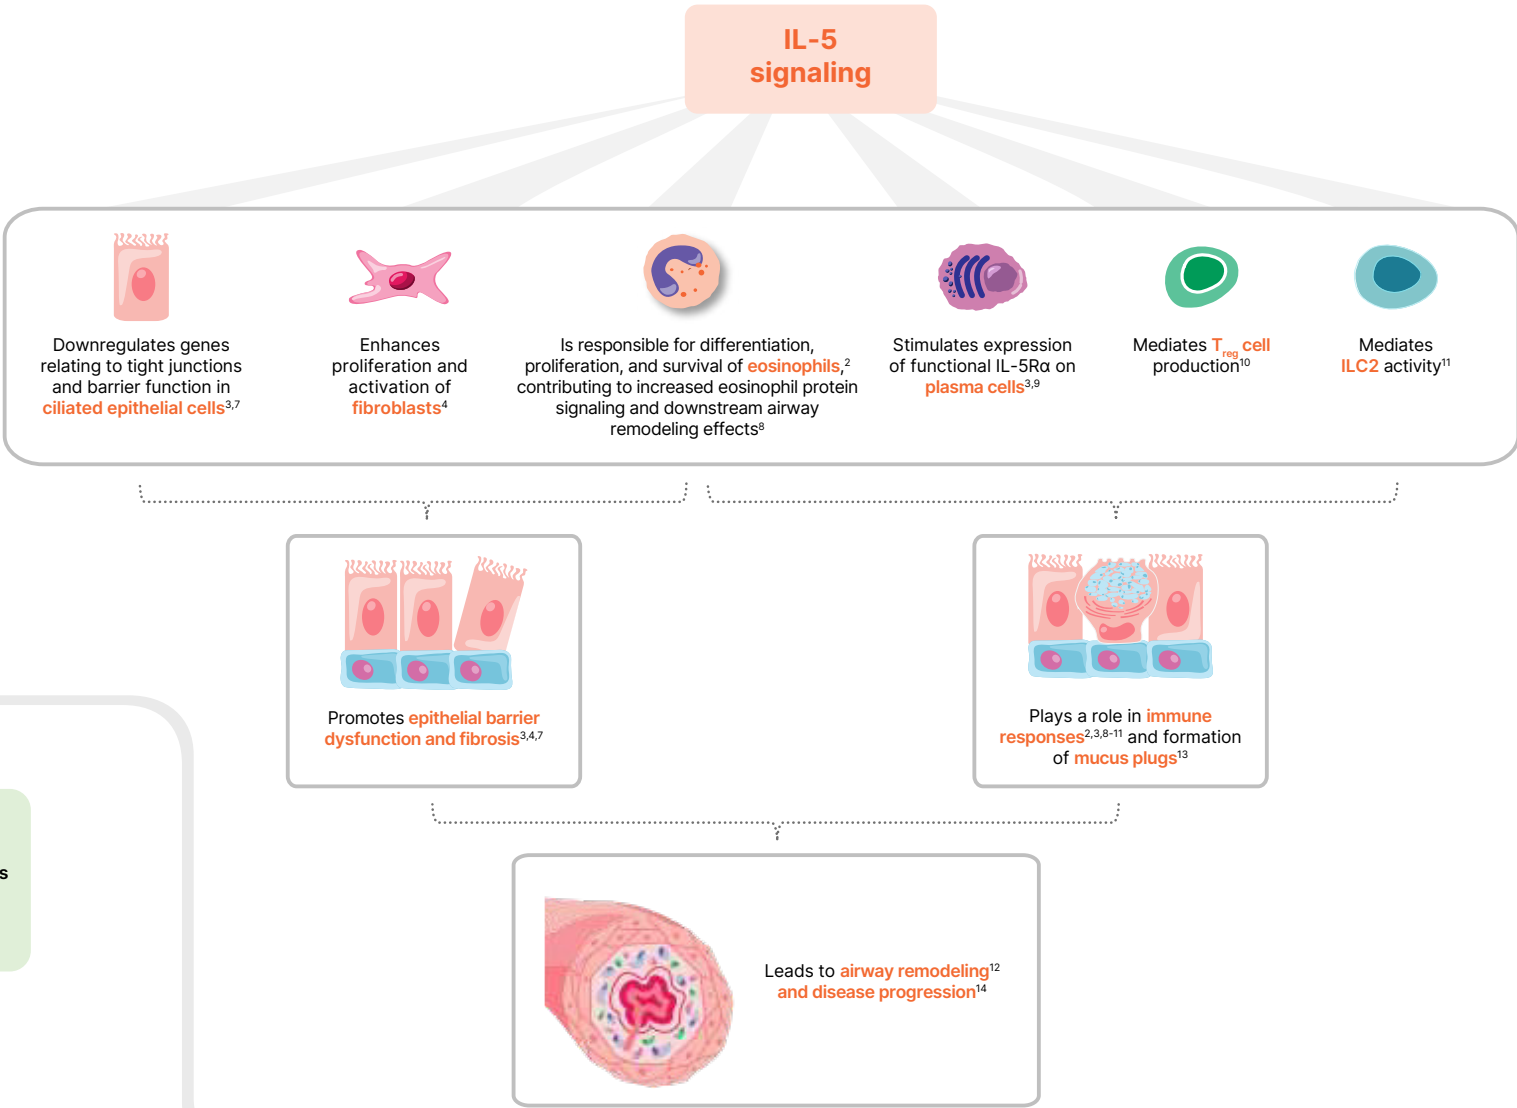 IL-5
signaling
Downregulates genes
relating to tight junctions
and barrier function in
ciliated epithelial cells3,7
Enhances
proliferation and
activation of
fibroblasts4
Is responsible for differentiation,
proliferation, and survival of eosinophils,2
contributing to increased eosinophil protein
signaling and downstream airway
remodeling effects8
Stimulates expression
of functional IL-5Rα on
plasma cells3,9
Mediates Treg cell
production10
Mediates
ILC2 activity11
Promotes epithelial barrier
dysfunction and fibrosis3,4,7
Plays a role in immune
responses2,3,8-11 and formation
of mucus plugs13
s
Leads to airway remodeling12
and disease progression14